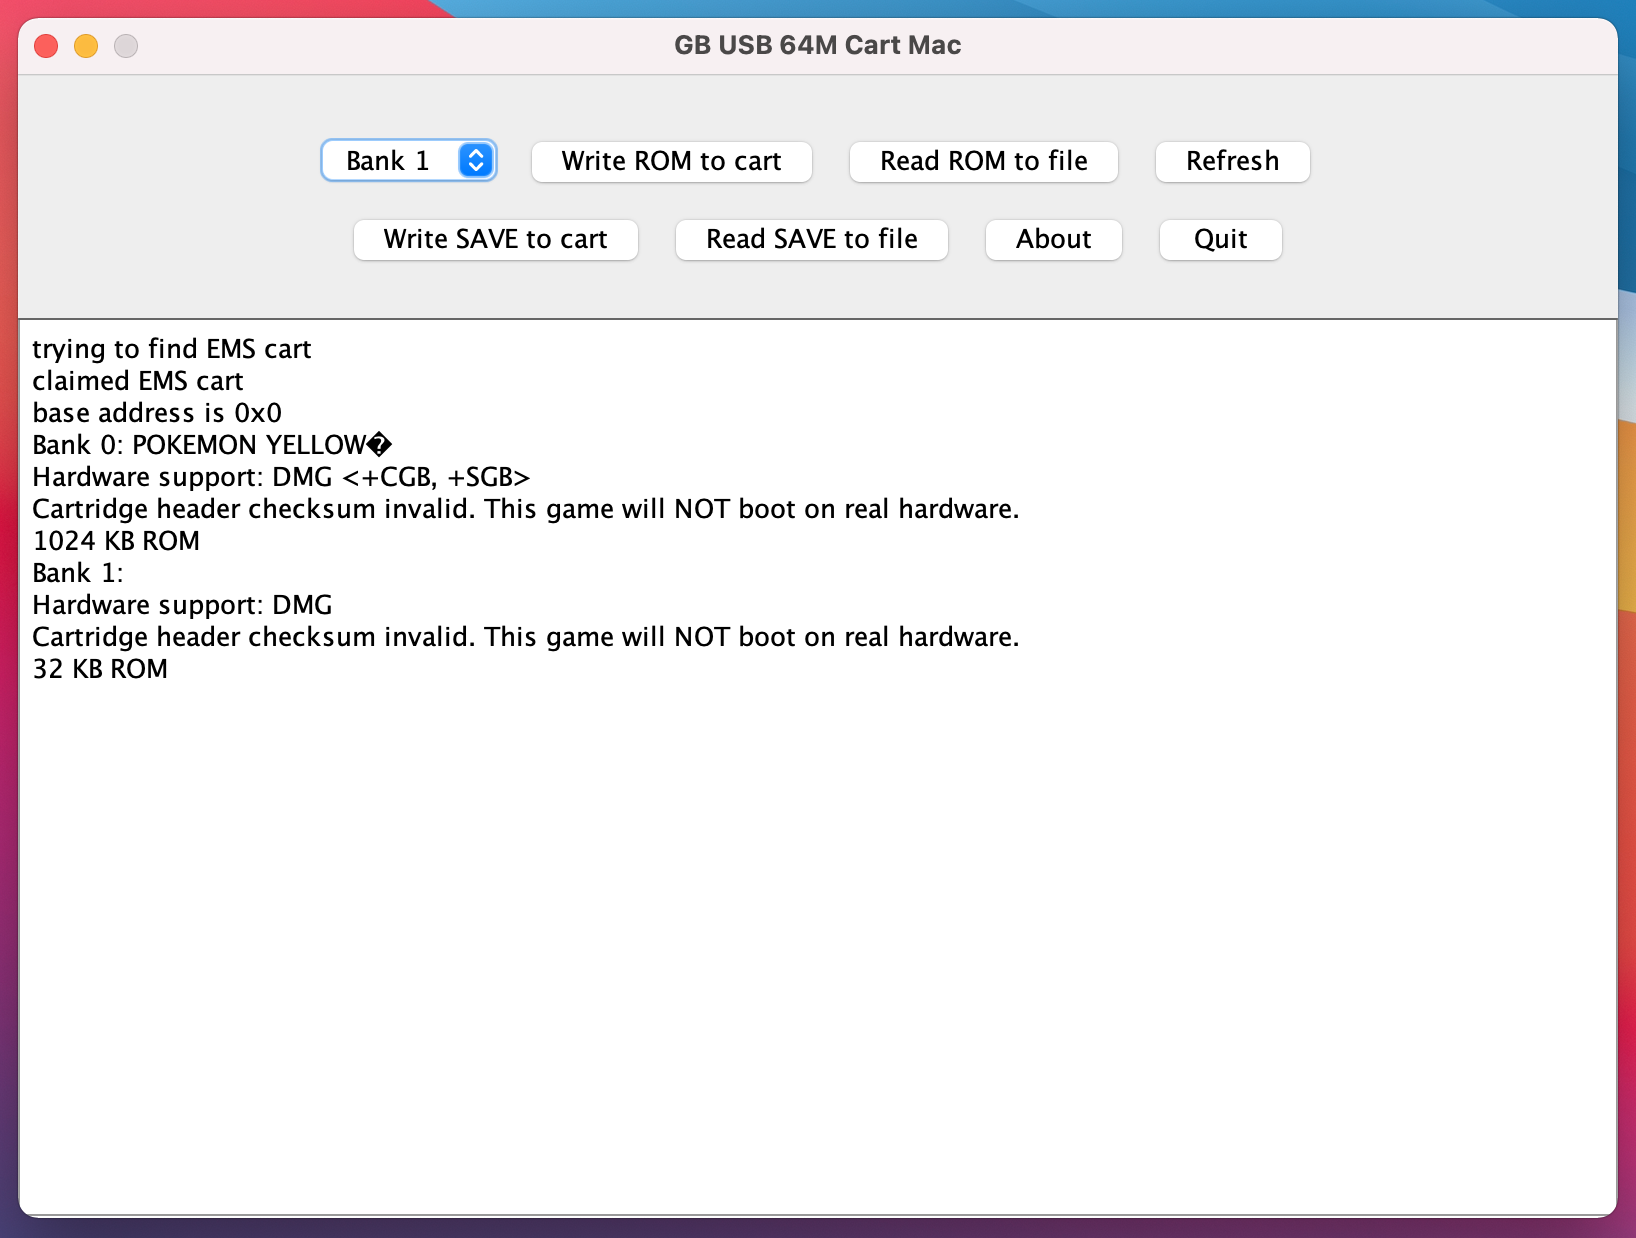 GB USB 64M Cart Mac
Bank 1 Write ROM to cart Read ROM to file Refresh
Write SAVE to cart Read SAVE to file About Quit
trying to find EMS cart
claimed EMS cart
base address is 0x0
Bank 0: POKEMON YELLOW�
Hardware support: DMG <+CGB, +SGB>
Cartridge header checksum invalid. This game will NOT boot on real hardware.
1024 KB ROM
Bank 1:
Hardware support: DMG
Cartridge header checksum invalid. This game will NOT boot on real hardware.
32 KB ROM